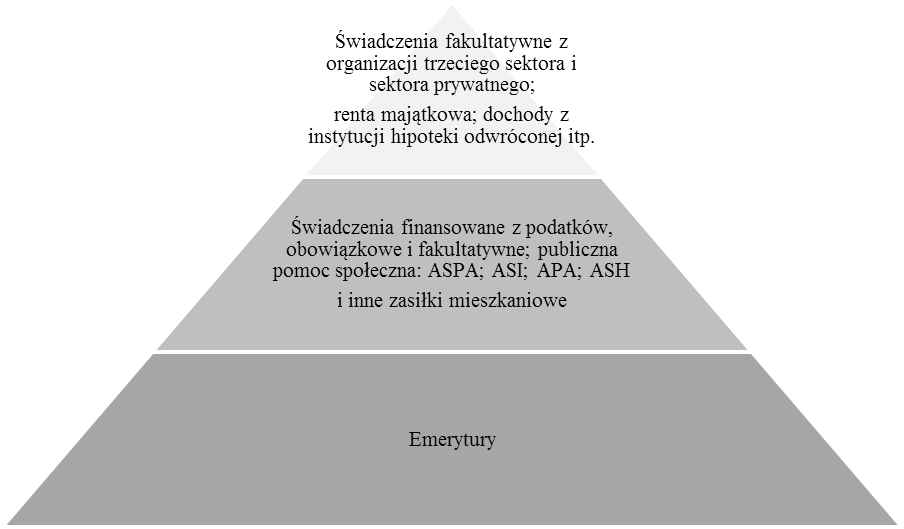 Świadczenia fakultatywne z
organizacji trzeciego sektora i
sektora prywatnego;
renta majątkowa; dochody z
instytucji hipoteki odwróconej itp.
Świadczenia finansowane z podatków,
obowiązkowe i fakultatywne; publiczna
pomoc społeczna: ASPA; ASI; APA; ASH
i inne zasiłki mieszkaniowe
Emerytury